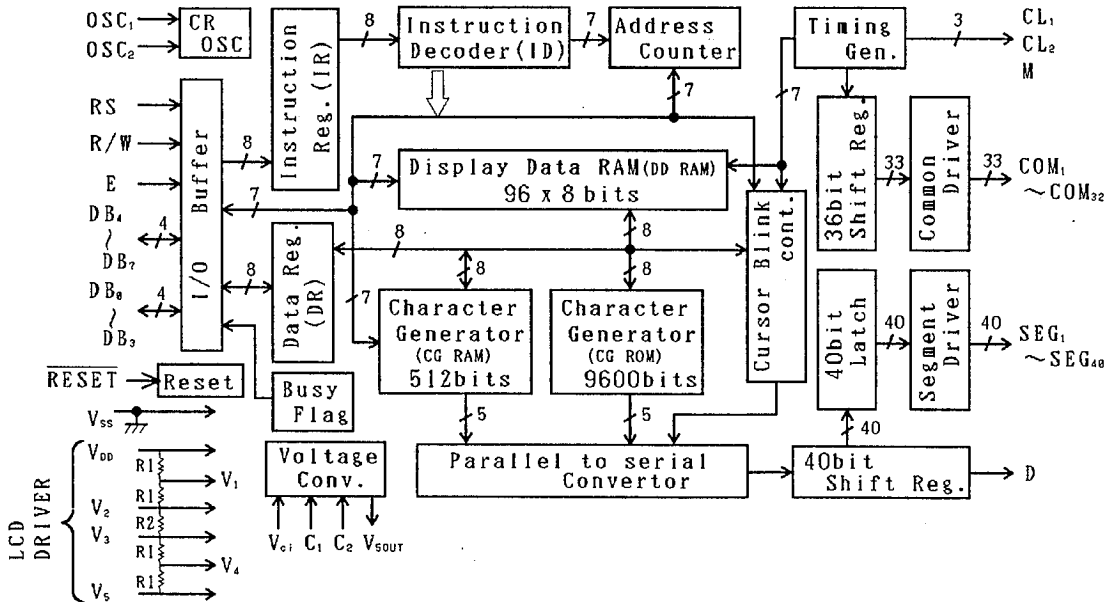 OSC1
OSC2
CR
OSC
8
Instruction
Decoder(ID)
7
Address
Counter
Timing
Gen.
3
CL1
CL2
M
Instruction
Reg.(IR)
RS
R/W
E
DB4
~
DB7
DB0
~
DB3
4
4
I/O Buffer
8
7
8
7
7
7
7
Display Data RAM(DD RAM)
96 x 8 bits
8
8
8
8
Data Reg.
(DR)
Character
Generator
(CG RAM)
512bits
Character
Generator
(CG ROM)
9600bits
Cursor Blink
cont.
36bit
Shift Reg.
33
Common
Driver
33
COM1
~COM32
40bit
Latch
40
Segment
Driver
40
SEG1
~SEG40
RESET
Reset
Busy
Flag
VSS
5
5
40
Parallel to serial
Convertor
40bit
Shift Reg.
D
Voltage
Conv.
Vci
C1
C2
V5OUT
LCD
DRIVER
VDD
R1
V1
R1
V2
R2
V3
R1
V4
R1
V5